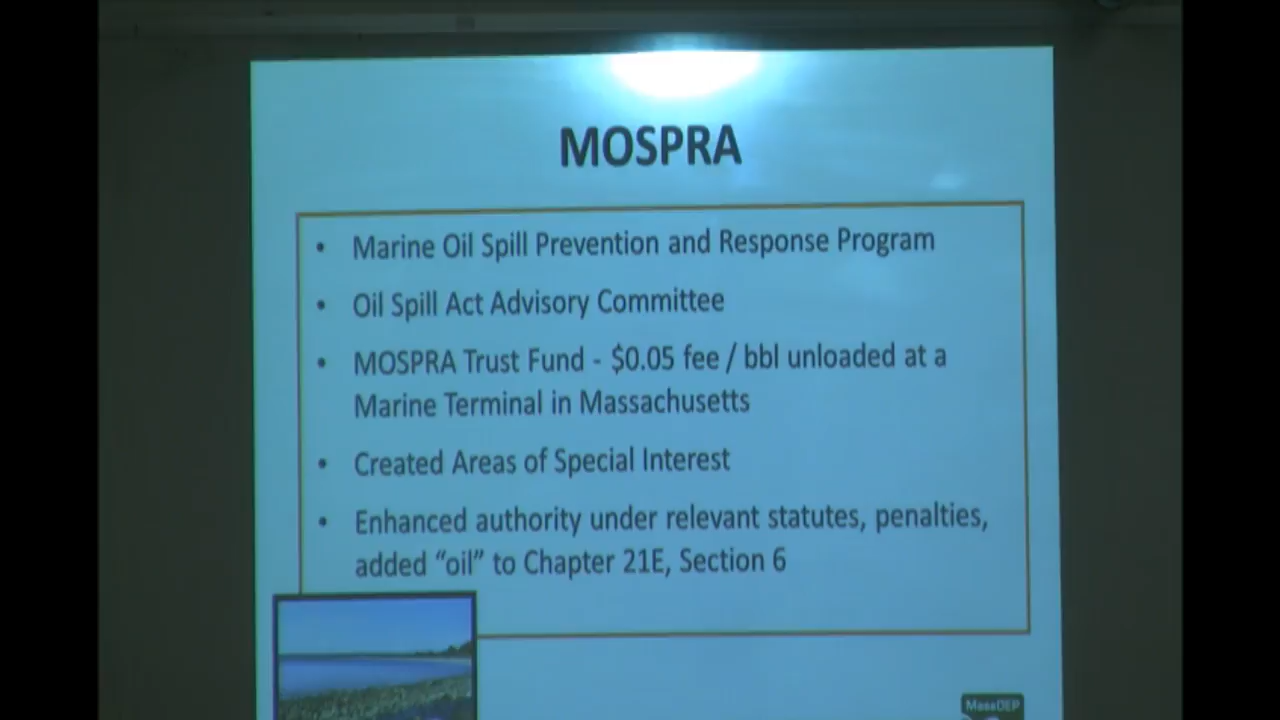 MOSPRA
• Marine Oil Spill Prevention and Response Program
• Oil Spill Act Advisory Committee
• MOSPRA Trust Fund - $0.05 fee / bbl unloaded at a
Marine Terminal in Massachusetts
• Created Areas of Special Interest
• Enhanced authority under relevant statutes, penalties,
added “oil” to Chapter 21E, Section 6
MassDEP